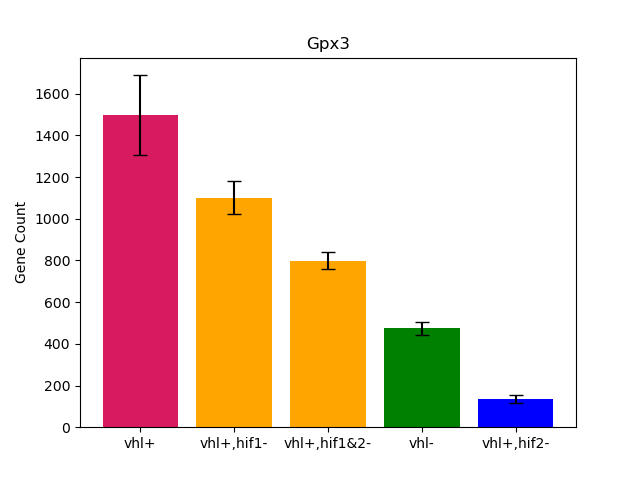 Gpx3
Gene Count
1600
1400
1200
1000
800
600
400
200
0
vhl+
vhl+,hif1-
vhl+,hif1&2-
vhl-
vhl+,hif2-